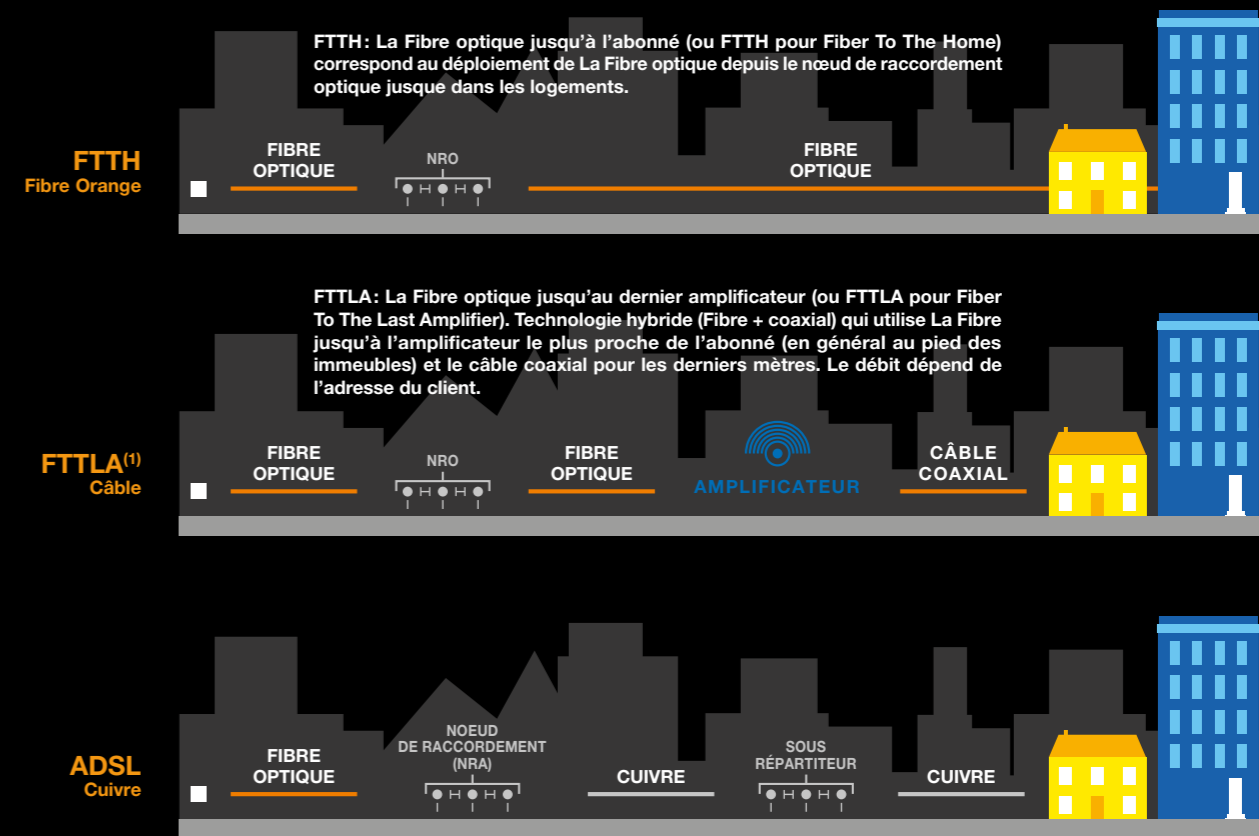 FTTH : La Fibre optique jusqu’à l’abonné (ou FTTH pour Fiber To The Home)
correspond au déploiement de La Fibre optique depuis le nœud de raccordement
optique jusque dans les logements.
FTTH
Fibre Orange
FIBRE
OPTIQUE
NRO
FIBRE
OPTIQUE
FTTLA : La Fibre optique jusqu’au dernier amplificateur (ou FTTLA pour Fiber
To The Last Amplifier). Technologie hybride (Fibre + coaxial) qui utilise La Fibre
jusqu’à l’amplificateur le plus proche de l’abonné (en général au pied des
immeubles) et le câble coaxial pour les derniers mètres. Le débit dépend de
l’adresse du client.
FTTLA(1)
Câble
FIBRE
OPTIQUE
NRO
FIBRE
OPTIQUE
AMPLIFICATEUR
CÂBLE
COAXIAL
ADSL
Cuivre
FIBRE
OPTIQUE
NOEUD
DE RACCORDEMENT
(NRA)
CUIVRE
SOUS
RÉPARTITEUR
CUIVRE